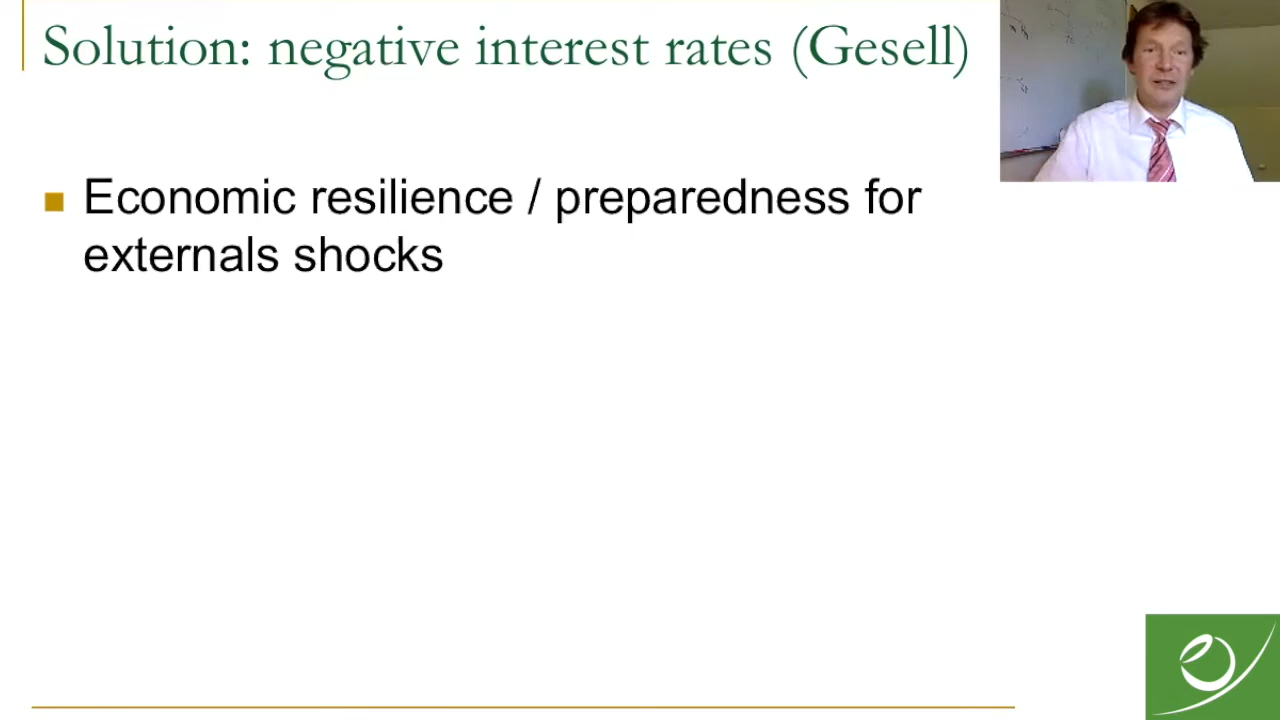 Solution: negative interest rates (Gesell)
Economic resilience / preparedness for
externals shocks